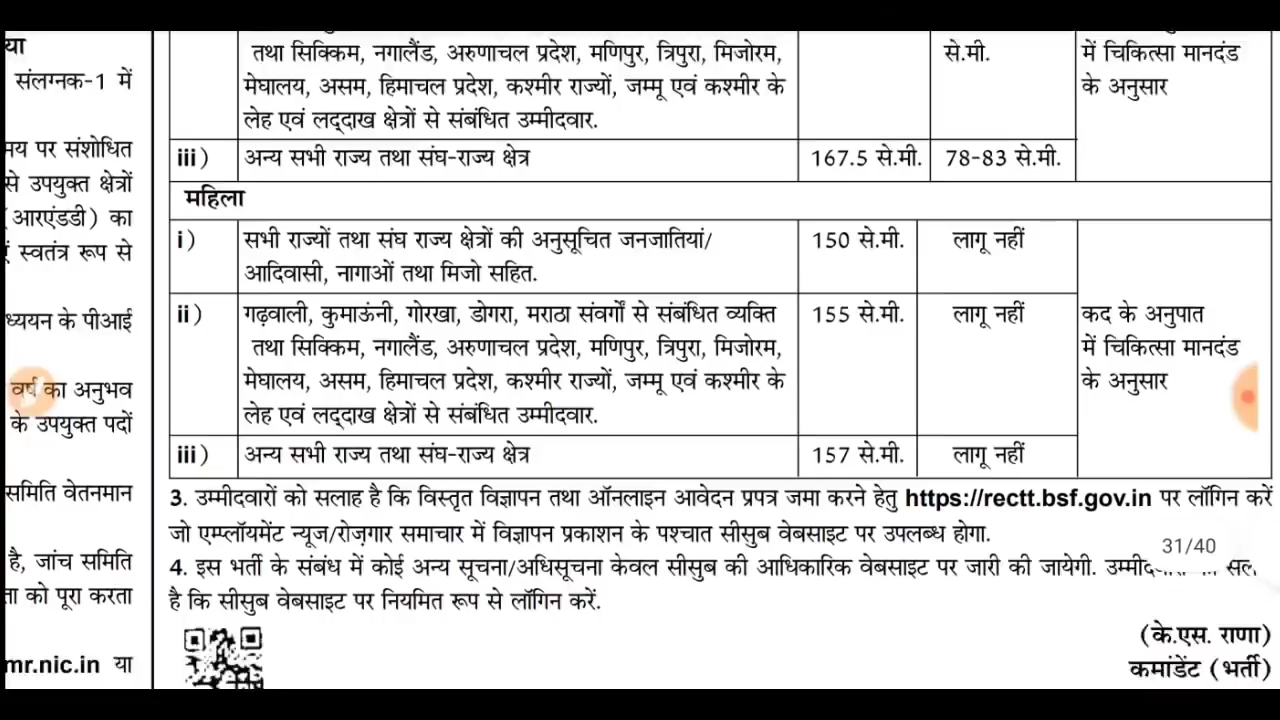 या
संलग्नक-1 में
मय पर संशोधित
से उपयुक्त क्षेत्रों
(आरएंडडी) का
स्वतंत्र रूप से
ध्ययन के पीआई
वर्ष का अनुभव
के उपयुक्त पदों
समिति वेतनमान
है, जांच समिति
ता को पूरा करता
mr.nic.in या
तथा सिक्किम, नगालैंड, अरुणाचल प्रदेश, मणिपुर, त्रिपुरा, मिजोरम, से.मी. में चिकित्सा मानदंड
मेघालय, असम, हिमाचल प्रदेश, कश्मीर राज्यों, जम्मू एवं कश्मीर के के अनुसार
लेह एवं लद्दाख क्षेत्रों से संबंधित उम्मीदवार.
iii) अन्य सभी राज्य तथा संघ-राज्य क्षेत्र 167.5 से.मी. 78-83 से.मी.
महिला
i) सभी राज्यों तथा संघ राज्य क्षेत्रों की अनुसूचित जनजातियां/ 150 से.मी. लागू नहीं
आदिवासी, नागाओं तथा मिजो सहित.
ii) गढ़वाली, कुमाऊंनी, गोरखा, डोगरा, मराठा संवर्गों से संबंधित व्यक्ति 155 से.मी. लागू नहीं कद के अनुपात
तथा सिक्किम, नगालैंड, अरुणाचल प्रदेश, मणिपुर, त्रिपुरा, मिजोरम, में चिकित्सा मानदंड
मेघालय, असम, हिमाचल प्रदेश, कश्मीर राज्यों, जम्मू एवं कश्मीर के के अनुसार
लेह एवं लद्दाख क्षेत्रों से संबंधित उम्मीदवार.
iii) अन्य सभी राज्य तथा संघ-राज्य क्षेत्र 157 से.मी. लागू नहीं
3. उम्मीदवारों को सलाह है कि विस्तृत विज्ञापन तथा ऑनलाइन आवेदन प्रपत्र जमा करने हेतु https://rectt.bsf.gov.in पर लॉगिन करें
जो एम्प्लॉयमेंट न्यूज/रोज़गार समाचार में विज्ञापन प्रकाशन के पश्चात सीसुब वेबसाइट पर उपलब्ध होगा.
31/40
4. इस भर्ती के संबंध में कोई अन्य सूचना/अधिसूचना केवल सीसुब की आधिकारिक वेबसाइट पर जारी की जायेगी.
है कि सीसुब वेबसाइट पर नियमित रूप से लॉगिन करें.
(के.एस. राणा)
कमांडेंट (भर्ती)